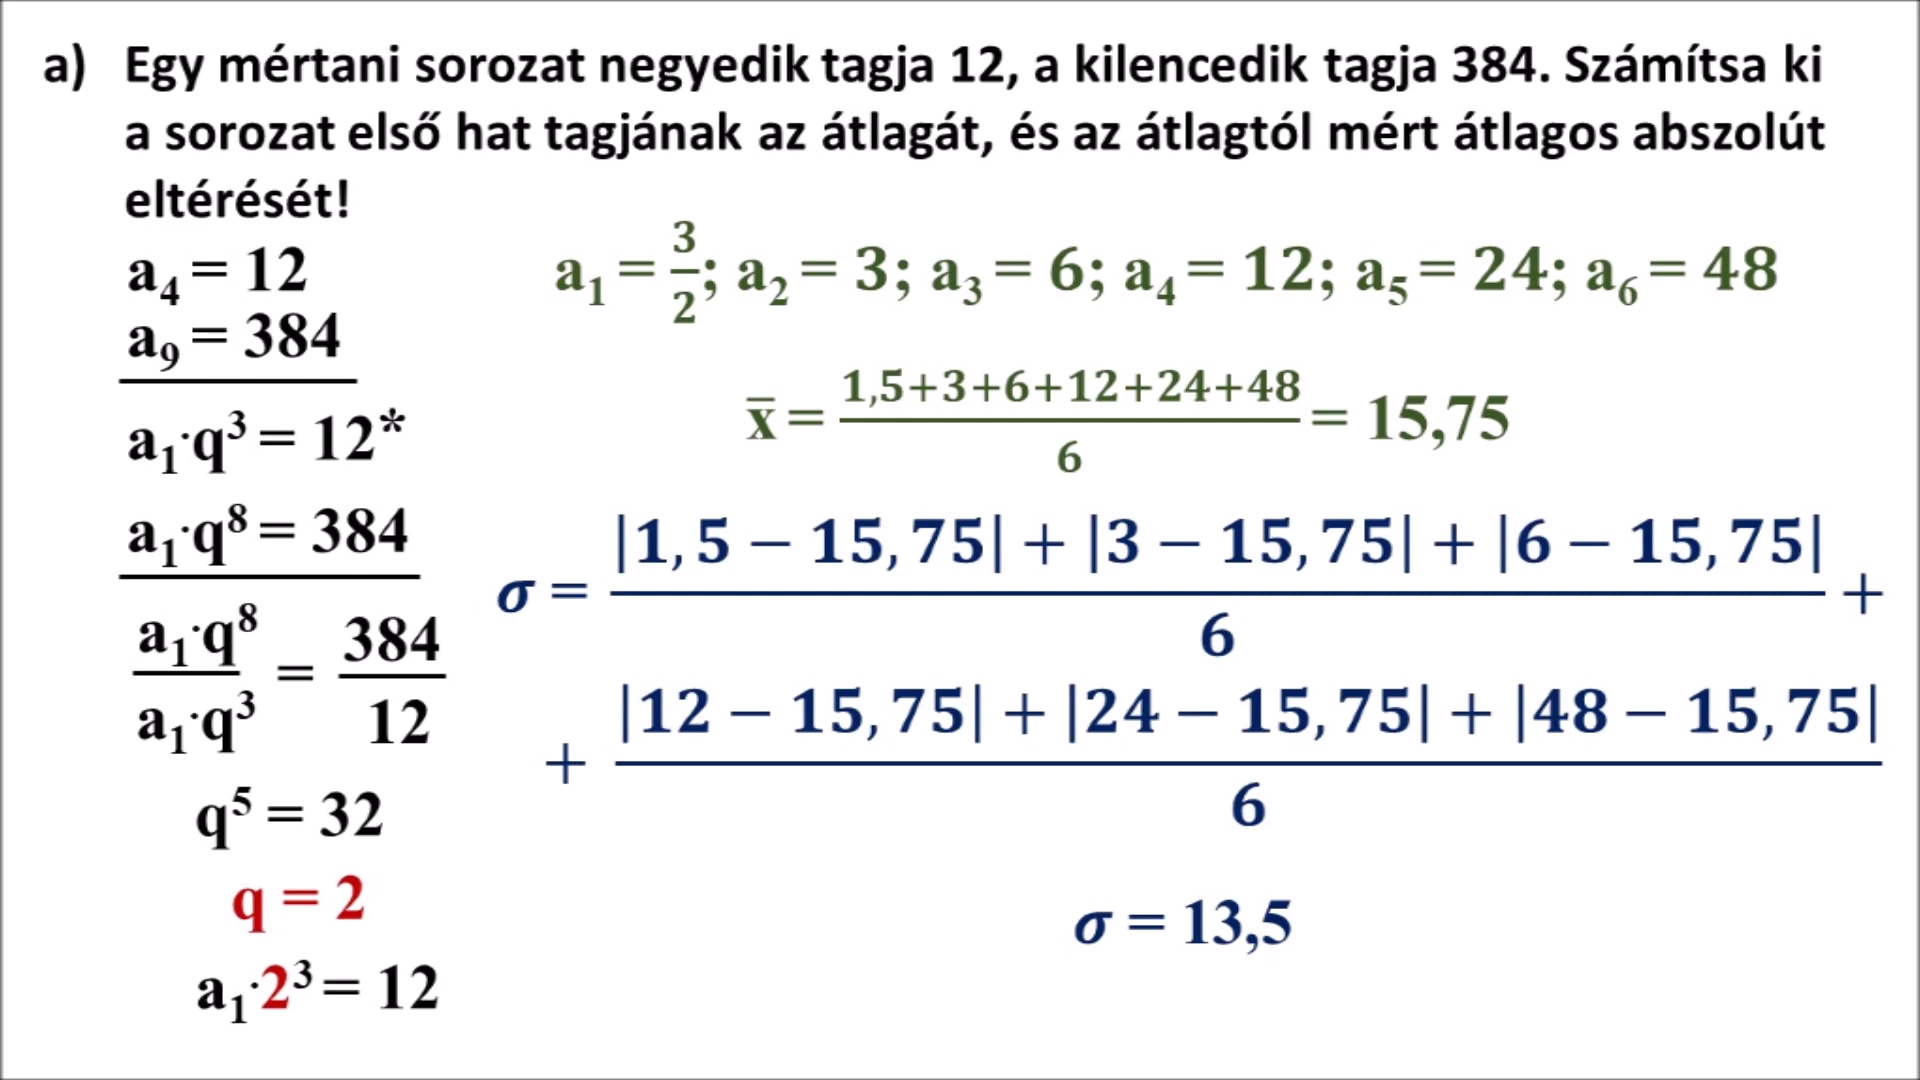 a) Egy mértani sorozat negyedik tagja 12, a kilencedik tagja 384. Számítsa ki
a sorozat első hat tagjának az átlagát, és az átlagtól mért átlagos abszolút
eltérését!
a₄ = 12
a₉ = 384
a₁·q³ = 12*
a₁·q⁸ = 384
a₁·q⁸ / a₁·q³ = 384 / 12
q⁵ = 32
q = 2
a₁·2³ = 12
a₁ = 3/2; a₂ = 3; a₃ = 6; a₄ = 12; a₅ = 24; a₆ = 48
x̄ = 1,5+3+6+12+24+48 / 6 = 15,75
σ = |1,5 − 15,75| + |3 − 15,75| + |6 − 15,75| / 6 +
+ |12 − 15,75| + |24 − 15,75| + |48 − 15,75| / 6
σ = 13,5